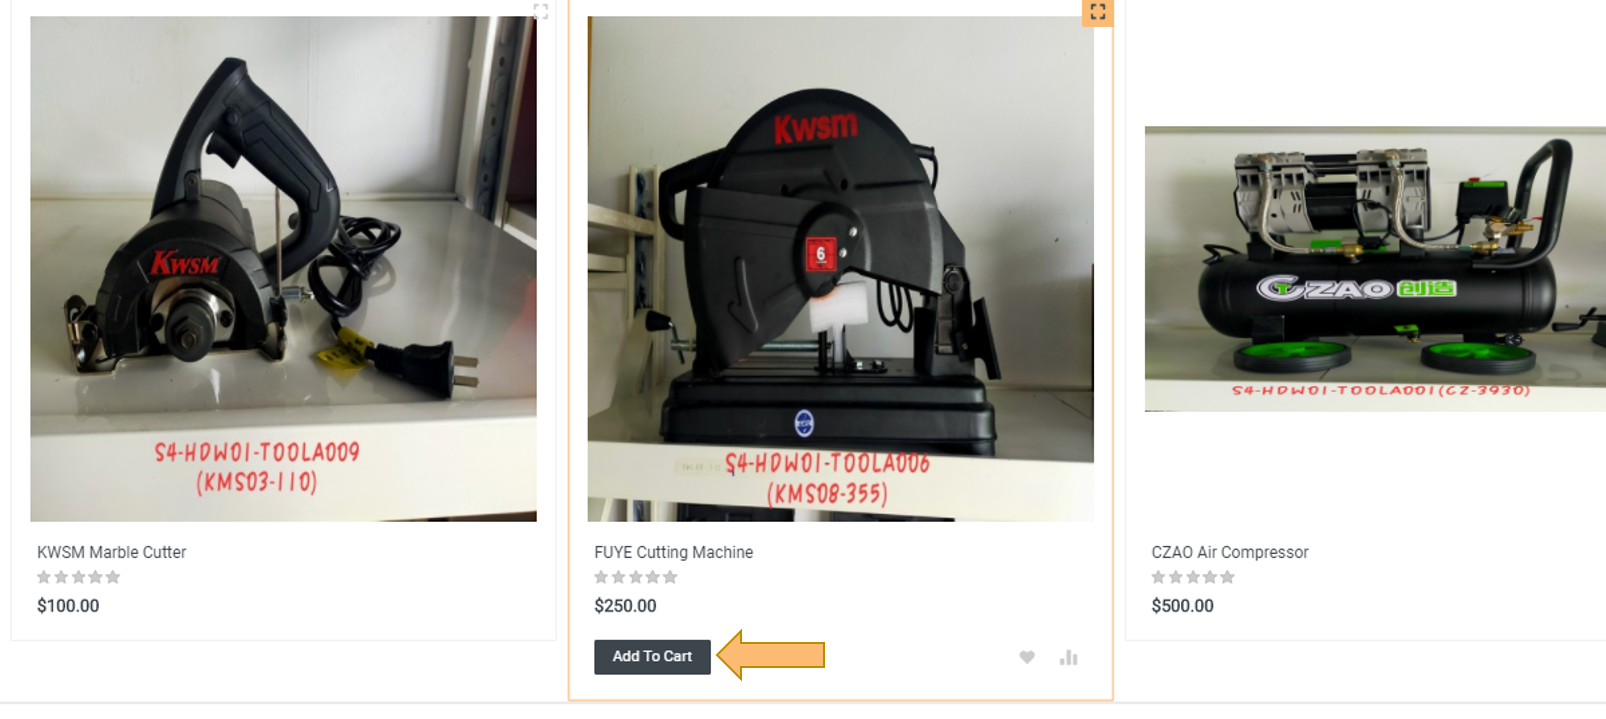 KWSM
S4-HDW01-TOOLA009
(KMS03-110)
KWSM Marble Cutter
$100.00
Kwsm
6
S4-HDW01-TOOLA006
(KMS08-355)
FUYE Cutting Machine
$250.00
Add To Cart
CZAO 创造
S4-HDW01-TOOLA001(CZ-3930)
CZAO Air Compressor
$500.00